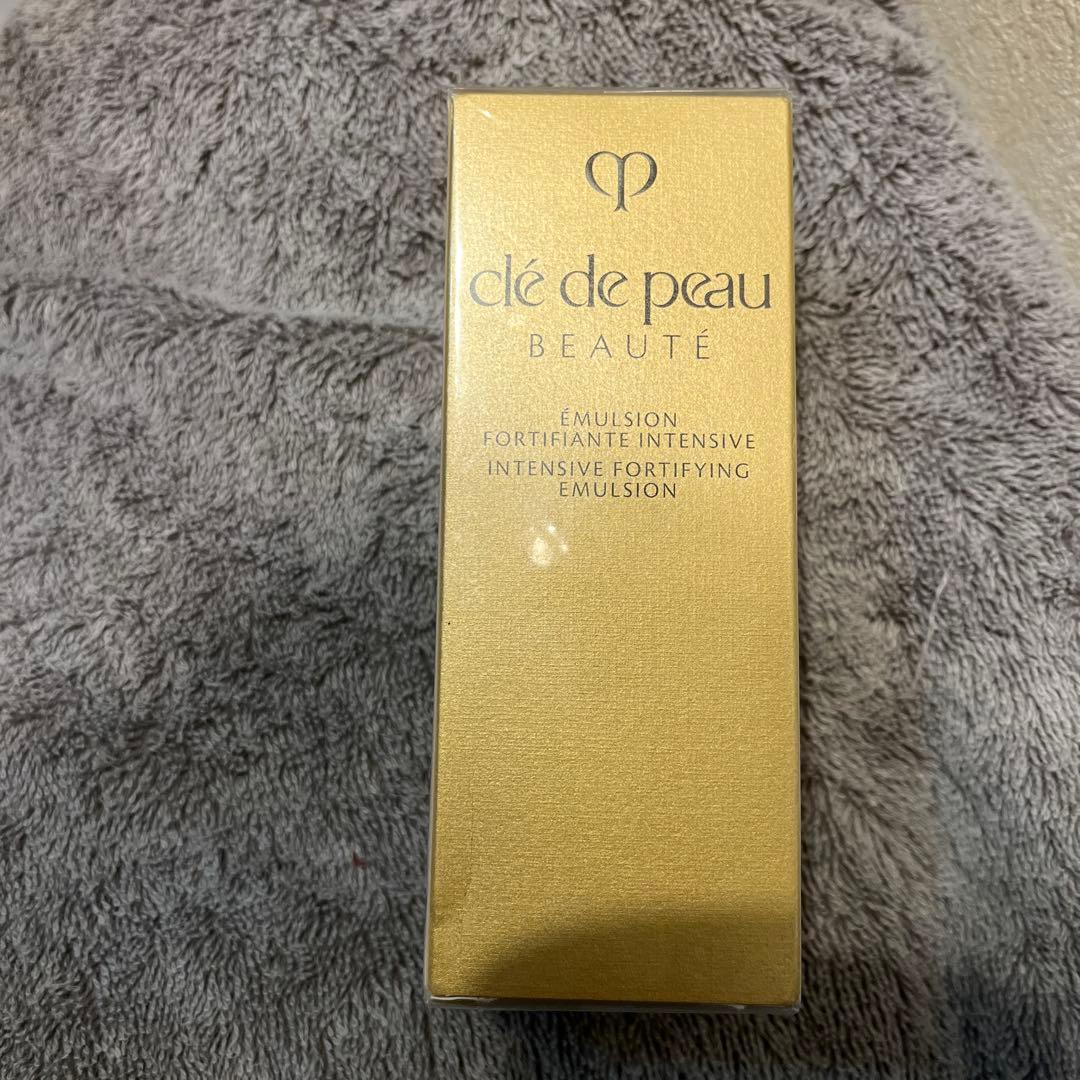 clé de peau
BEAUTÉ
ÉMULSION
FORTIFIANTE INTENSIVE
INTENSIVE FORTIFYING
EMULSION